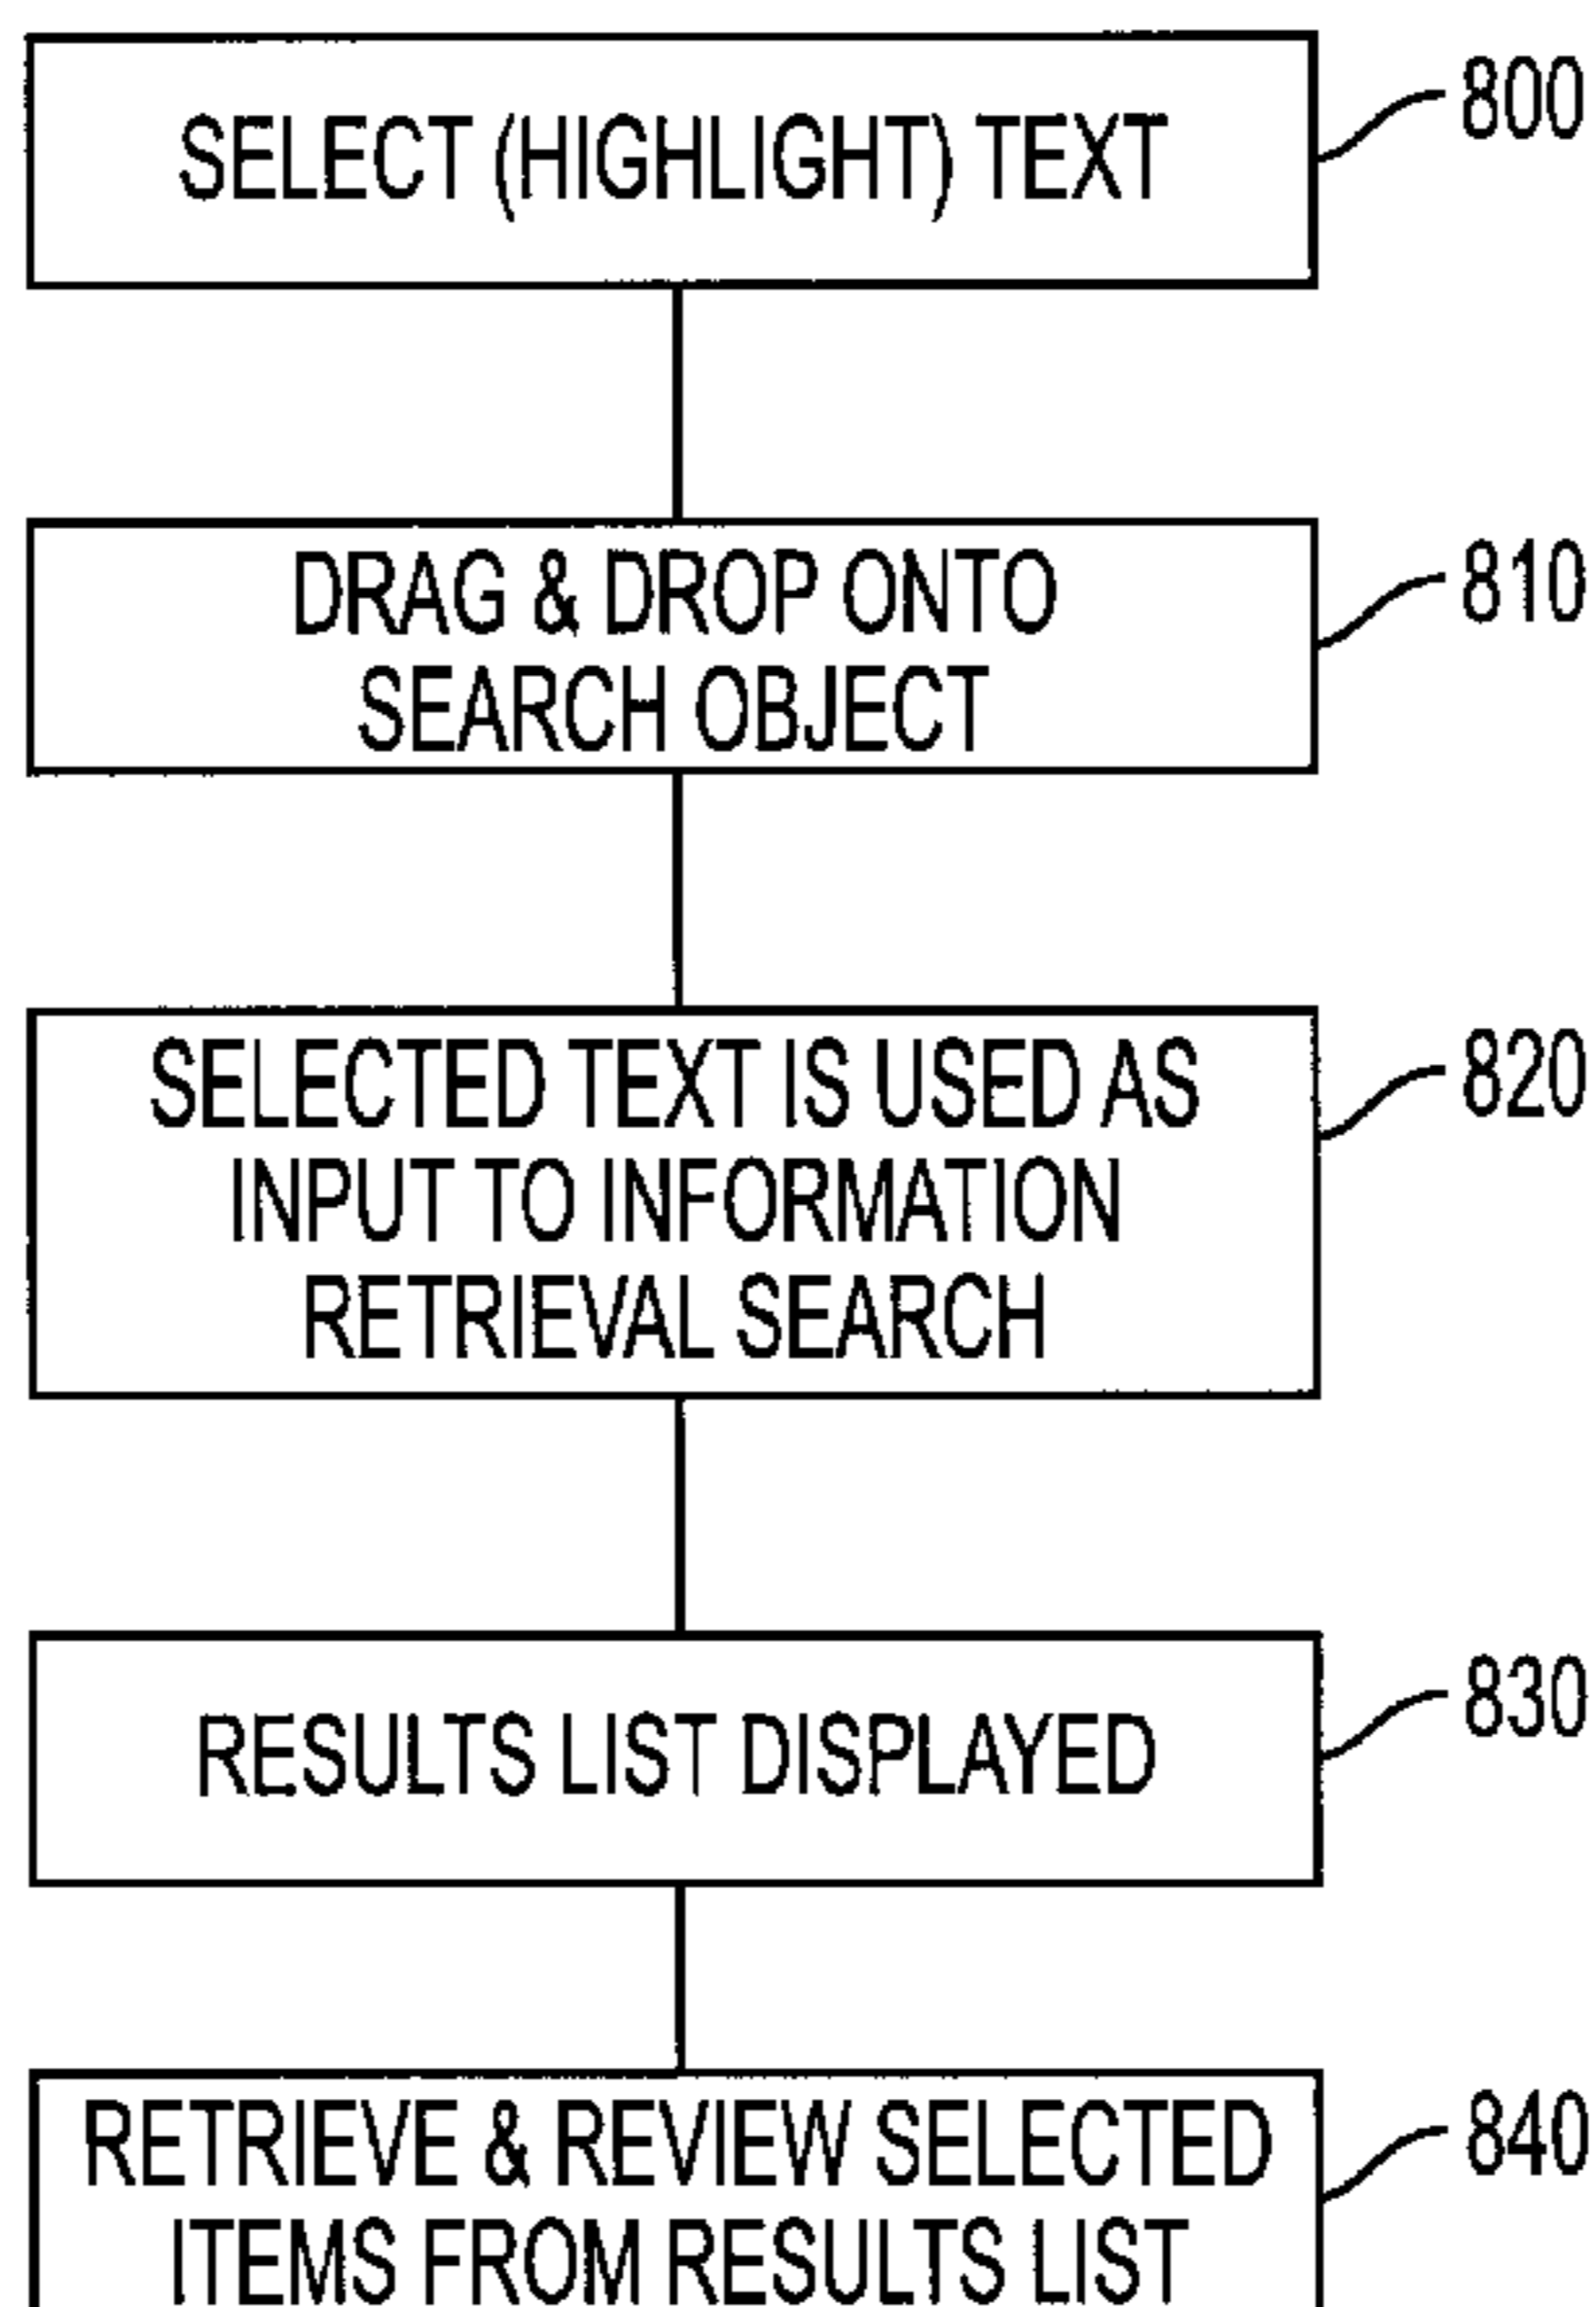 SELECT (HIGHLIGHT) TEXT
800
DRAG & DROP ONTO
SEARCH OBJECT
810
SELECTED TEXT IS USED AS
INPUT TO INFORMATION
RETRIEVAL SEARCH
820
RESULTS LIST DISPLAYED
830
RETRIEVE & REVIEW SELECTED
ITEMS FROM RESULTS LIST
840